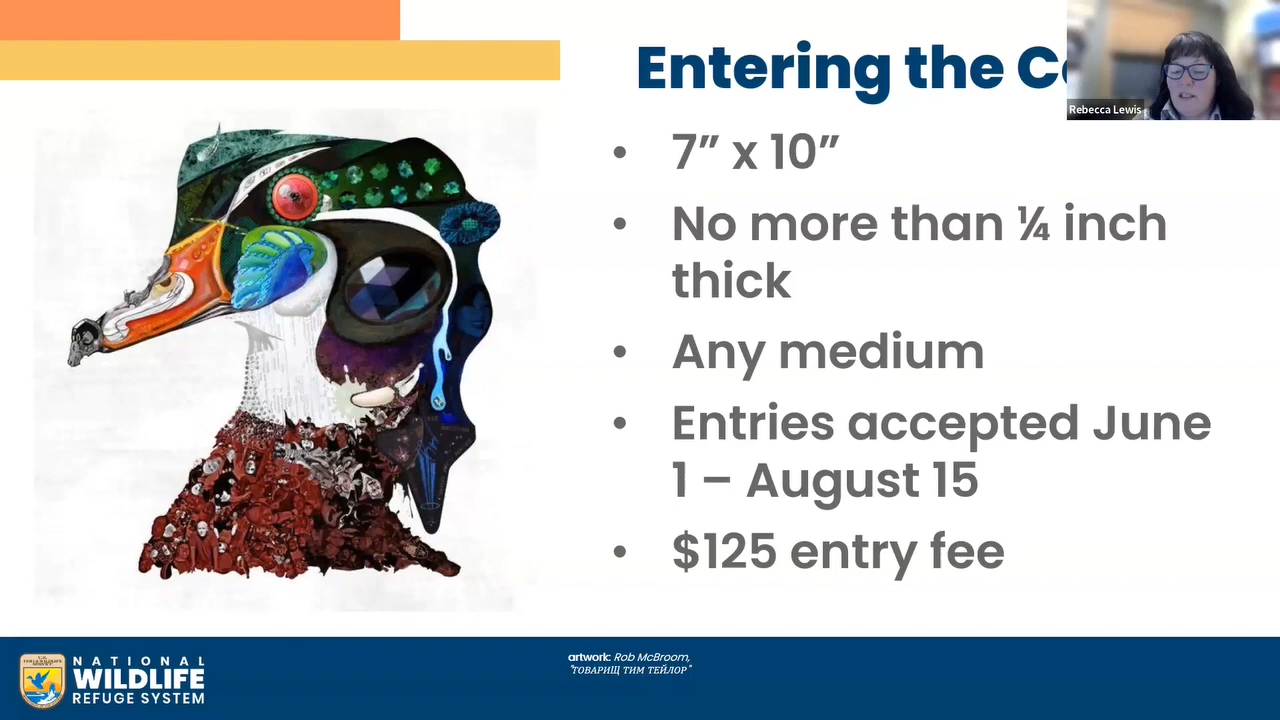 Entering the C
Rebecca Lewis
• 7” x 10”
• No more than ¼ inch
thick
• Any medium
• Entries accepted June
1 – August 15
• $125 entry fee
NATIONAL
WILDLIFE
REFUGE SYSTEM
artwork: Rob McBroom,
"ТОВАРИЩ ТИМ ТЕЙЛОР"